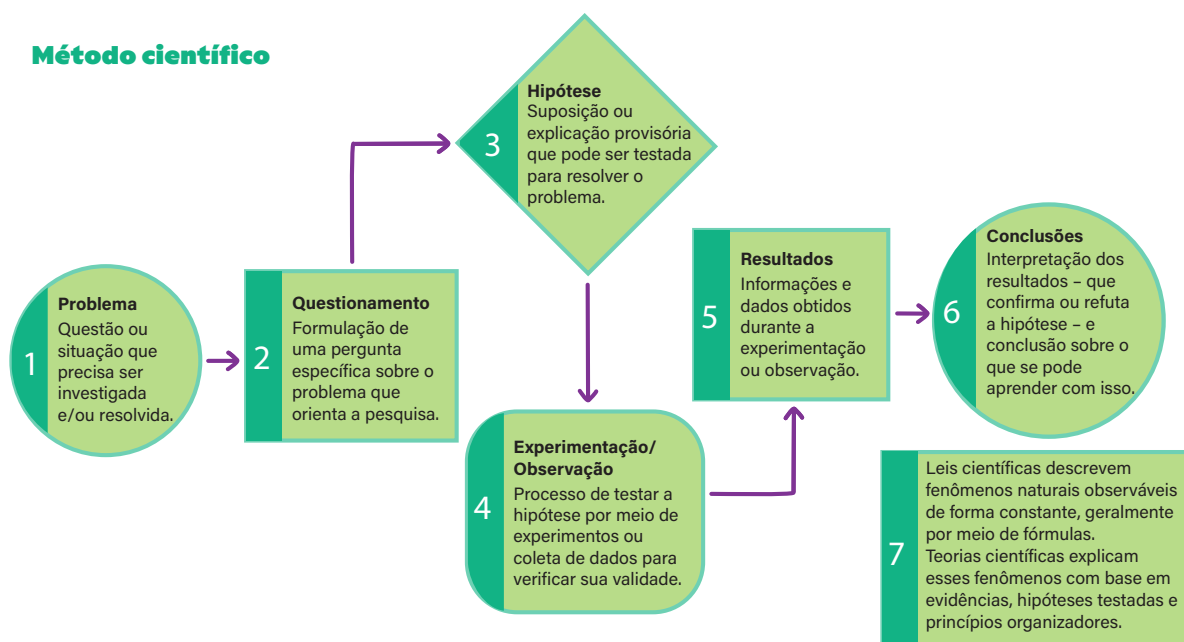 Método científico
1
Problema
Questão ou
situação que
precisa ser
investigada
e/ou resolvida.
2
Questionamento
Formulação de
uma pergunta
específica sobre o
problema que
orienta a pesquisa.
3
Hipótese
Suposição ou
explicação provisória
que pode ser testada
para resolver o
problema.
4
Experimentação/
Observação
Processo de testar a
hipótese por meio de
experimentos ou
coleta de dados para
verificar sua validade.
5
Resultados
Informações e
dados obtidos
durante a
experimentação
ou observação.
6
Conclusões
Interpretação dos
resultados – que
confirma ou refuta
a hipótese – e
conclusão sobre o
que se pode
aprender com isso.
7
Leis científicas descrevem
fenômenos naturais observáveis
de forma constante, geralmente
por meio de fórmulas.
Teorias científicas explicam
esses fenômenos com base em
evidências, hipóteses testadas e
princípios organizadores.